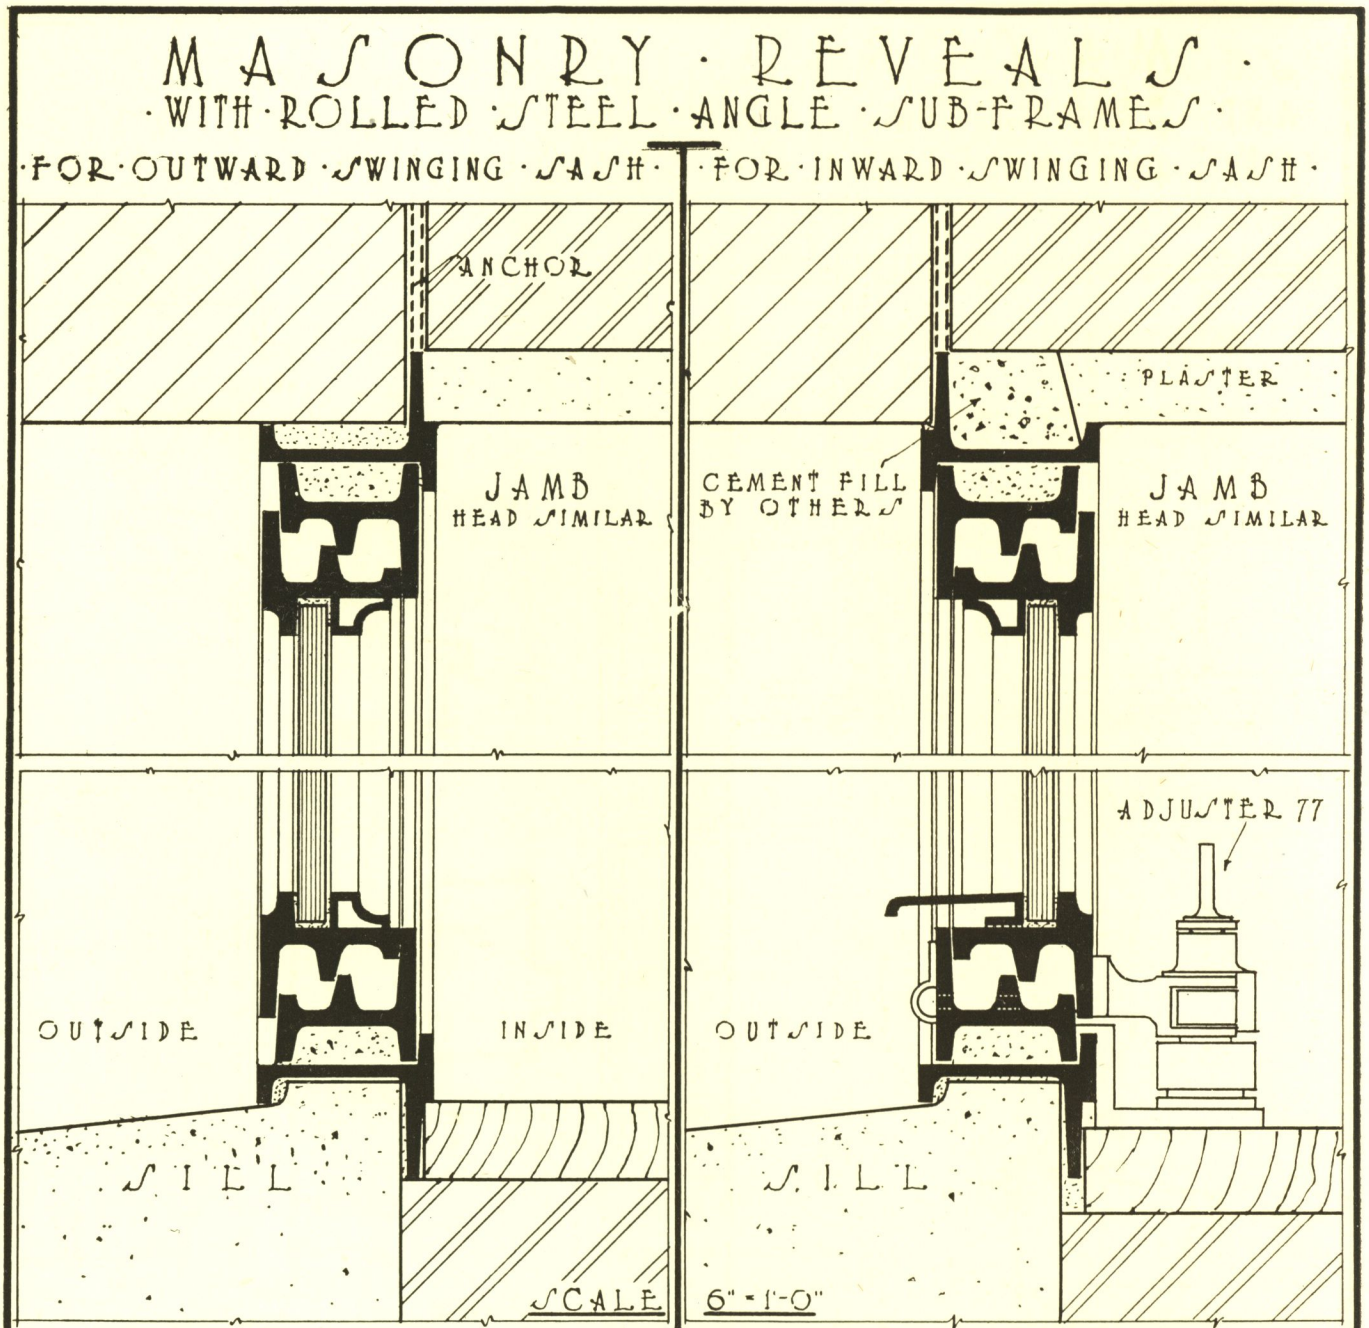 MASONRY · REVEALS ·
· WITH · ROLLED · STEEL · ANGLE · SUB-FRAMES ·
· FOR · OUTWARD · SWINGING · SASH ·
· FOR · INWARD · SWINGING · SASH ·
ANCHOR
PLASTER
JAMB
HEAD SIMILAR
CEMENT FILL
BY OTHERS
JAMB
HEAD SIMILAR
ADJUSTER 77
OUTSIDE
INSIDE
OUTSIDE
SILL
SILL
SCALE 6" = 1'-0"